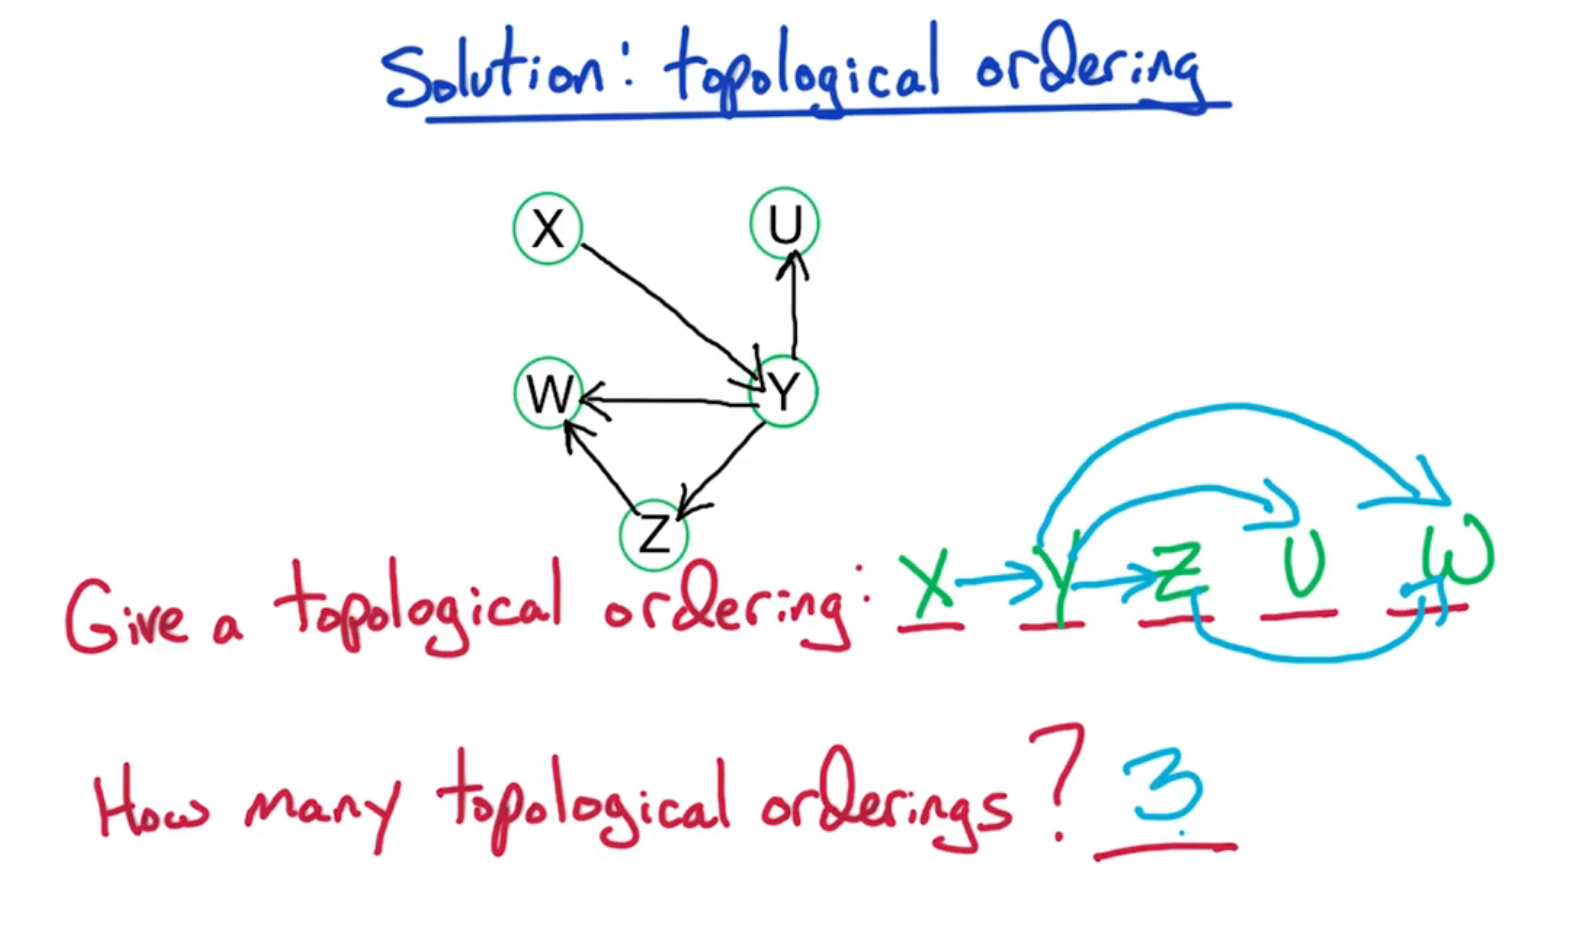 Solution: topological ordering
X U
W Y
Z
Give a topological ordering: X Y Z U W
How many topological orderings? 3